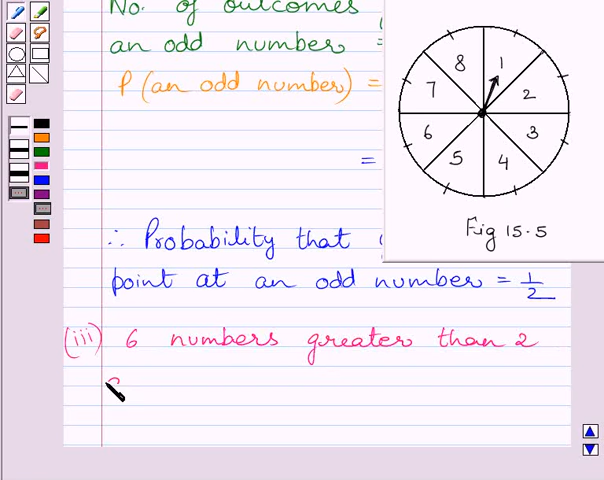 No. of outcomes
an odd number =
P (an odd number) =
=
∴ Probability that
point at an odd number = 1/2
(iii) 6 numbers greater than 2
8 1
7 2
6 3
5 4
Fig 15.5